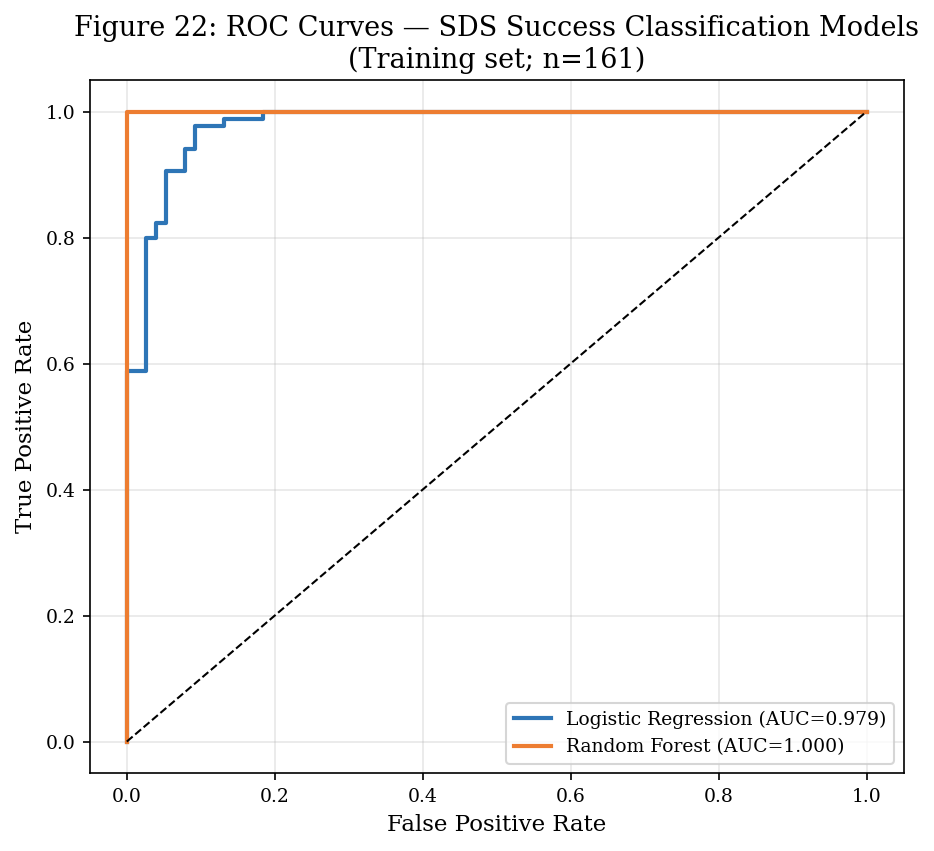 Figure 22: ROC Curves — SDS Success Classification Models
(Training set; n=161)
True Positive Rate
1.0
0.8
0.6
0.4
0.2
0.0
Logistic Regression (AUC=0.979)
Random Forest (AUC=1.000)
0.0 0.2 0.4 0.6 0.8 1.0
False Positive Rate